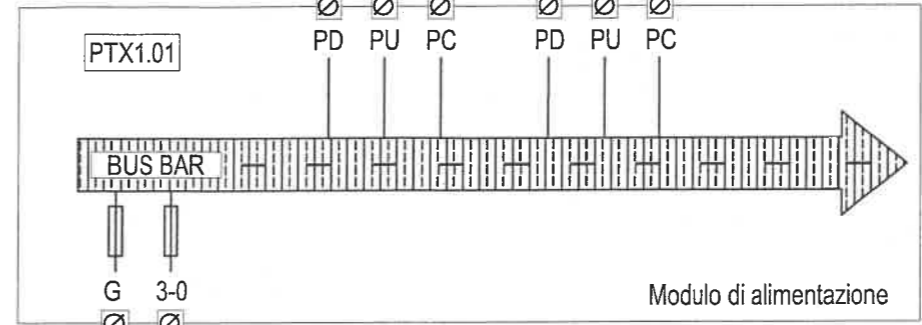 PD PU PC PD PU PC
PTX1.01
BUS BAR
G 3-0
Modulo di alimentazione